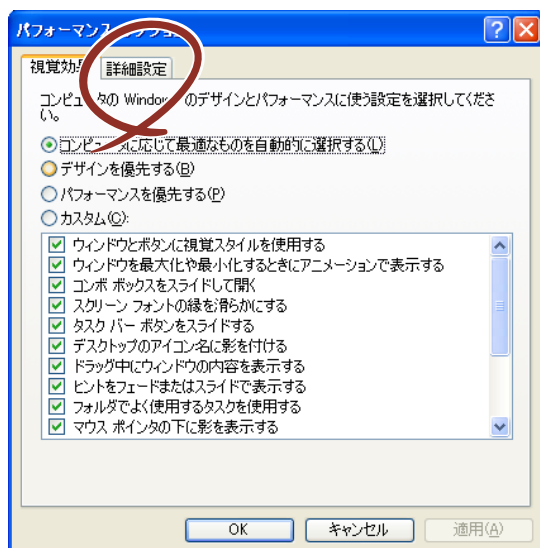 パフォーマンス
視覚効果 詳細設定
コンピュータの Windows のデザインとパフォーマンスに使う設定を選択してくださ
い。
コンピュータに応じて最適なものを自動的に選択する(L)
デザインを優先する(B)
パフォーマンスを優先する(P)
カスタム(C):
ウィンドウとボタンに視覚スタイルを使用する
ウィンドウを最大化や最小化するときにアニメーションで表示する
コンボ ボックスをスライドして開く
スクリーン フォントの縁を滑らかにする
タスク バー ボタンをスライドする
デスクトップのアイコン名に影を付ける
ドラッグ中にウィンドウの内容を表示する
ヒントをフェードまたはスライドで表示する
フォルダでよく使用するタスクを使用する
マウス ポインタの下に影を表示する
OK キャンセル 適用(A)